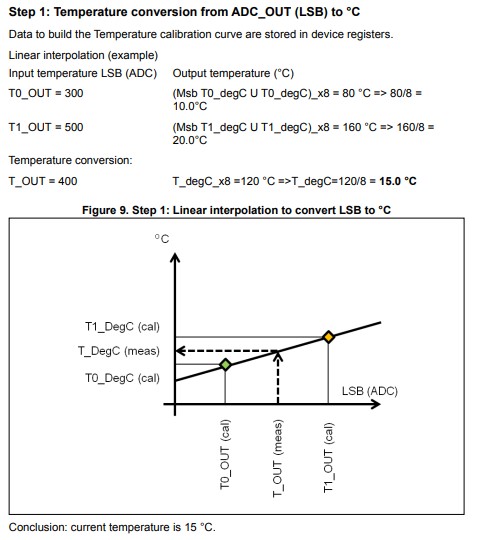 Step 1: Temperature conversion from ADC_OUT (LSB) to °C
Data to build the Temperature calibration curve are stored in device registers.
Linear interpolation (example)
Input temperature LSB (ADC) Output temperature (°C)
T0_OUT = 300 (Msb T0_degC U T0_degC)_x8 = 80 °C => 80/8 =
10.0°C
T1_OUT = 500 (Msb T1_degC U T1_degC)_x8 = 160 °C => 160/8 =
20.0°C
Temperature conversion:
T_OUT = 400 T_degC_x8 =120 °C =>T_degC=120/8 = 15.0 °C
Figure 9. Step 1: Linear interpolation to convert LSB to °C
°C
T1_DegC (cal)
T_DegC (meas)
T0_DegC (cal)
LSB (ADC)
T0_OUT (cal)
T_OUT (meas)
T1_OUT (cal)
Conclusion: current temperature is 15 °C.